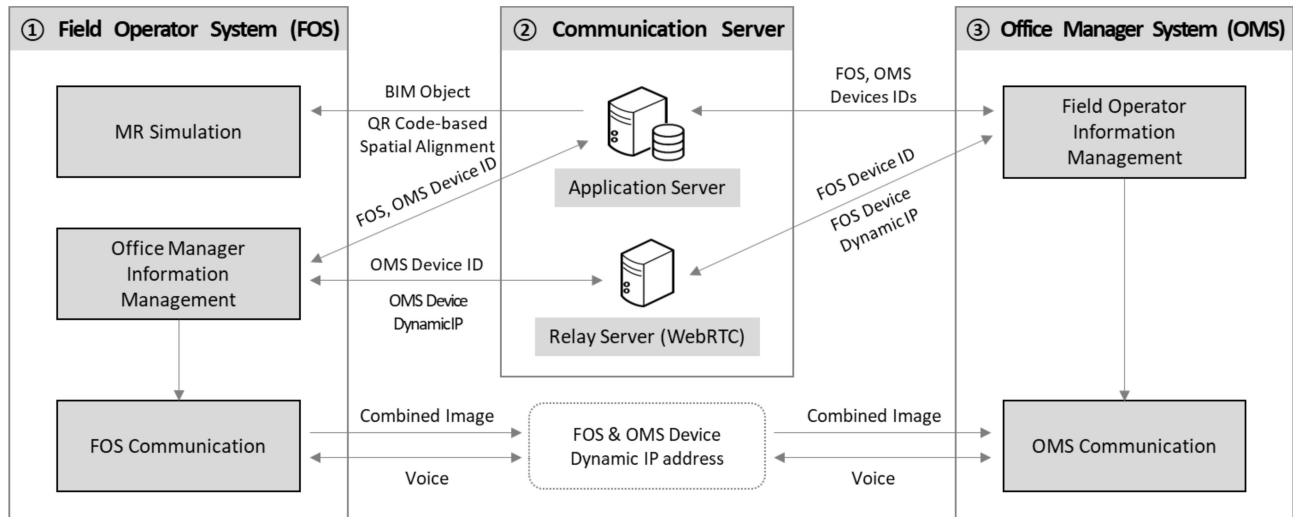 ① Field Operator System (FOS)
② Communication Server
③ Office Manager System (OMS)
MR Simulation
BIM Object
QR Code-based
Spatial Alignment
FOS, OMS Device ID
Application Server
FOS, OMS
Devices IDs
Field Operator
Information
Management
FOS Device ID
FOS Device
Dynamic IP
Office Manager
Information
Management
OMS Device ID
OMS Device
Dynamic IP
Relay Server (WebRTC)
FOS Communication
Combined Image
Voice
FOS & OMS Device
Dynamic IP address
Combined Image
Voice
OMS Communication